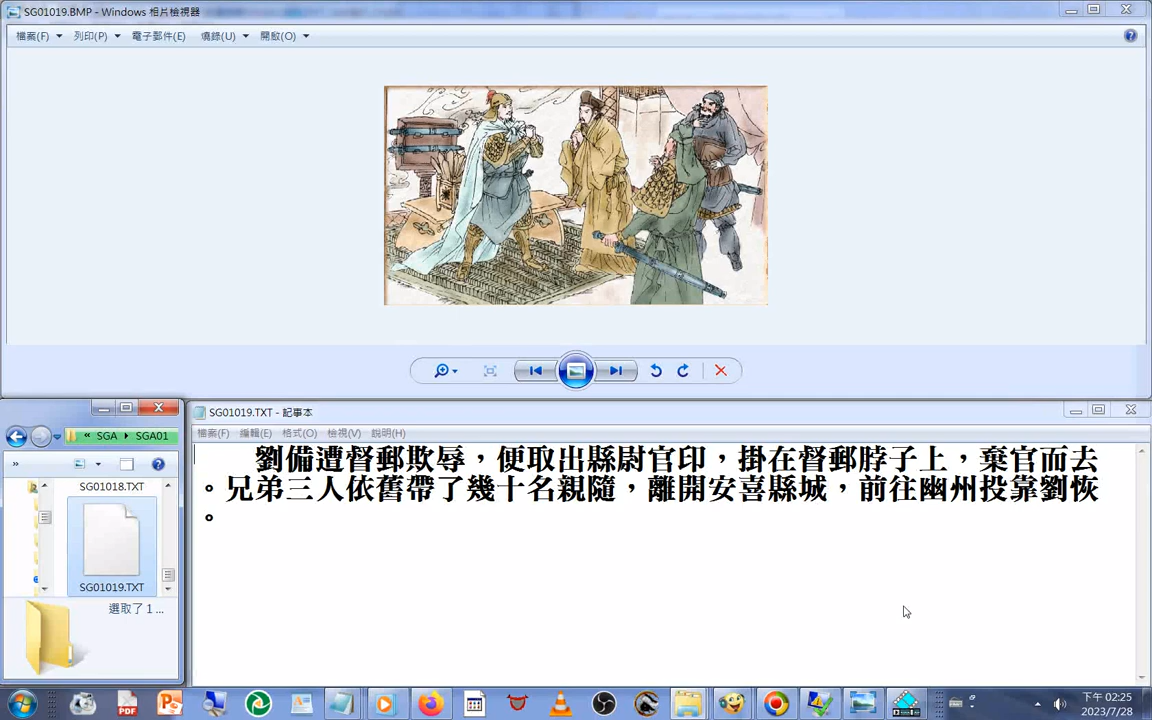 SG01019.BMP - Windows 相片檢視器
檔案(F) 列印(P) 電子郵件(E) 燒錄(U) 開啟(O)
SG01019.TXT - 記事本
« SGA SGA01
檔案(F) 編輯(E) 格式(O) 檢視(V) 說明(H)
劉備遭督郵欺辱，便取出縣尉官印，掛在督郵脖子上，棄官而去
。兄弟三人依舊帶了幾十名親隨，離開安喜縣城，前往幽州投靠劉恢
。
»
SG01018.TXT
SG01019.TXT
選取了 1 ...
PDF
下午 02:25
2023/7/28